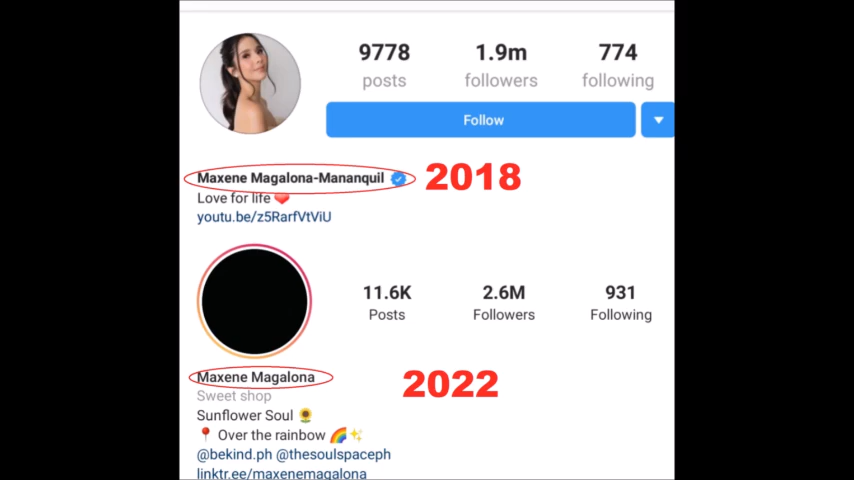 9778 1.9m 774
posts followers following
Follow
Maxene Magalona-Mananquil 2018
Love for life
youtu.be/z5RarfVtViU
11.6K 2.6M 931
Posts Followers Following
Maxene Magalona 2022
Sweet shop
Sunflower Soul 🌻
📍 Over the rainbow 🌈✨
@bekind.ph @thesoulspaceph
linktr.ee/maxenemagalona